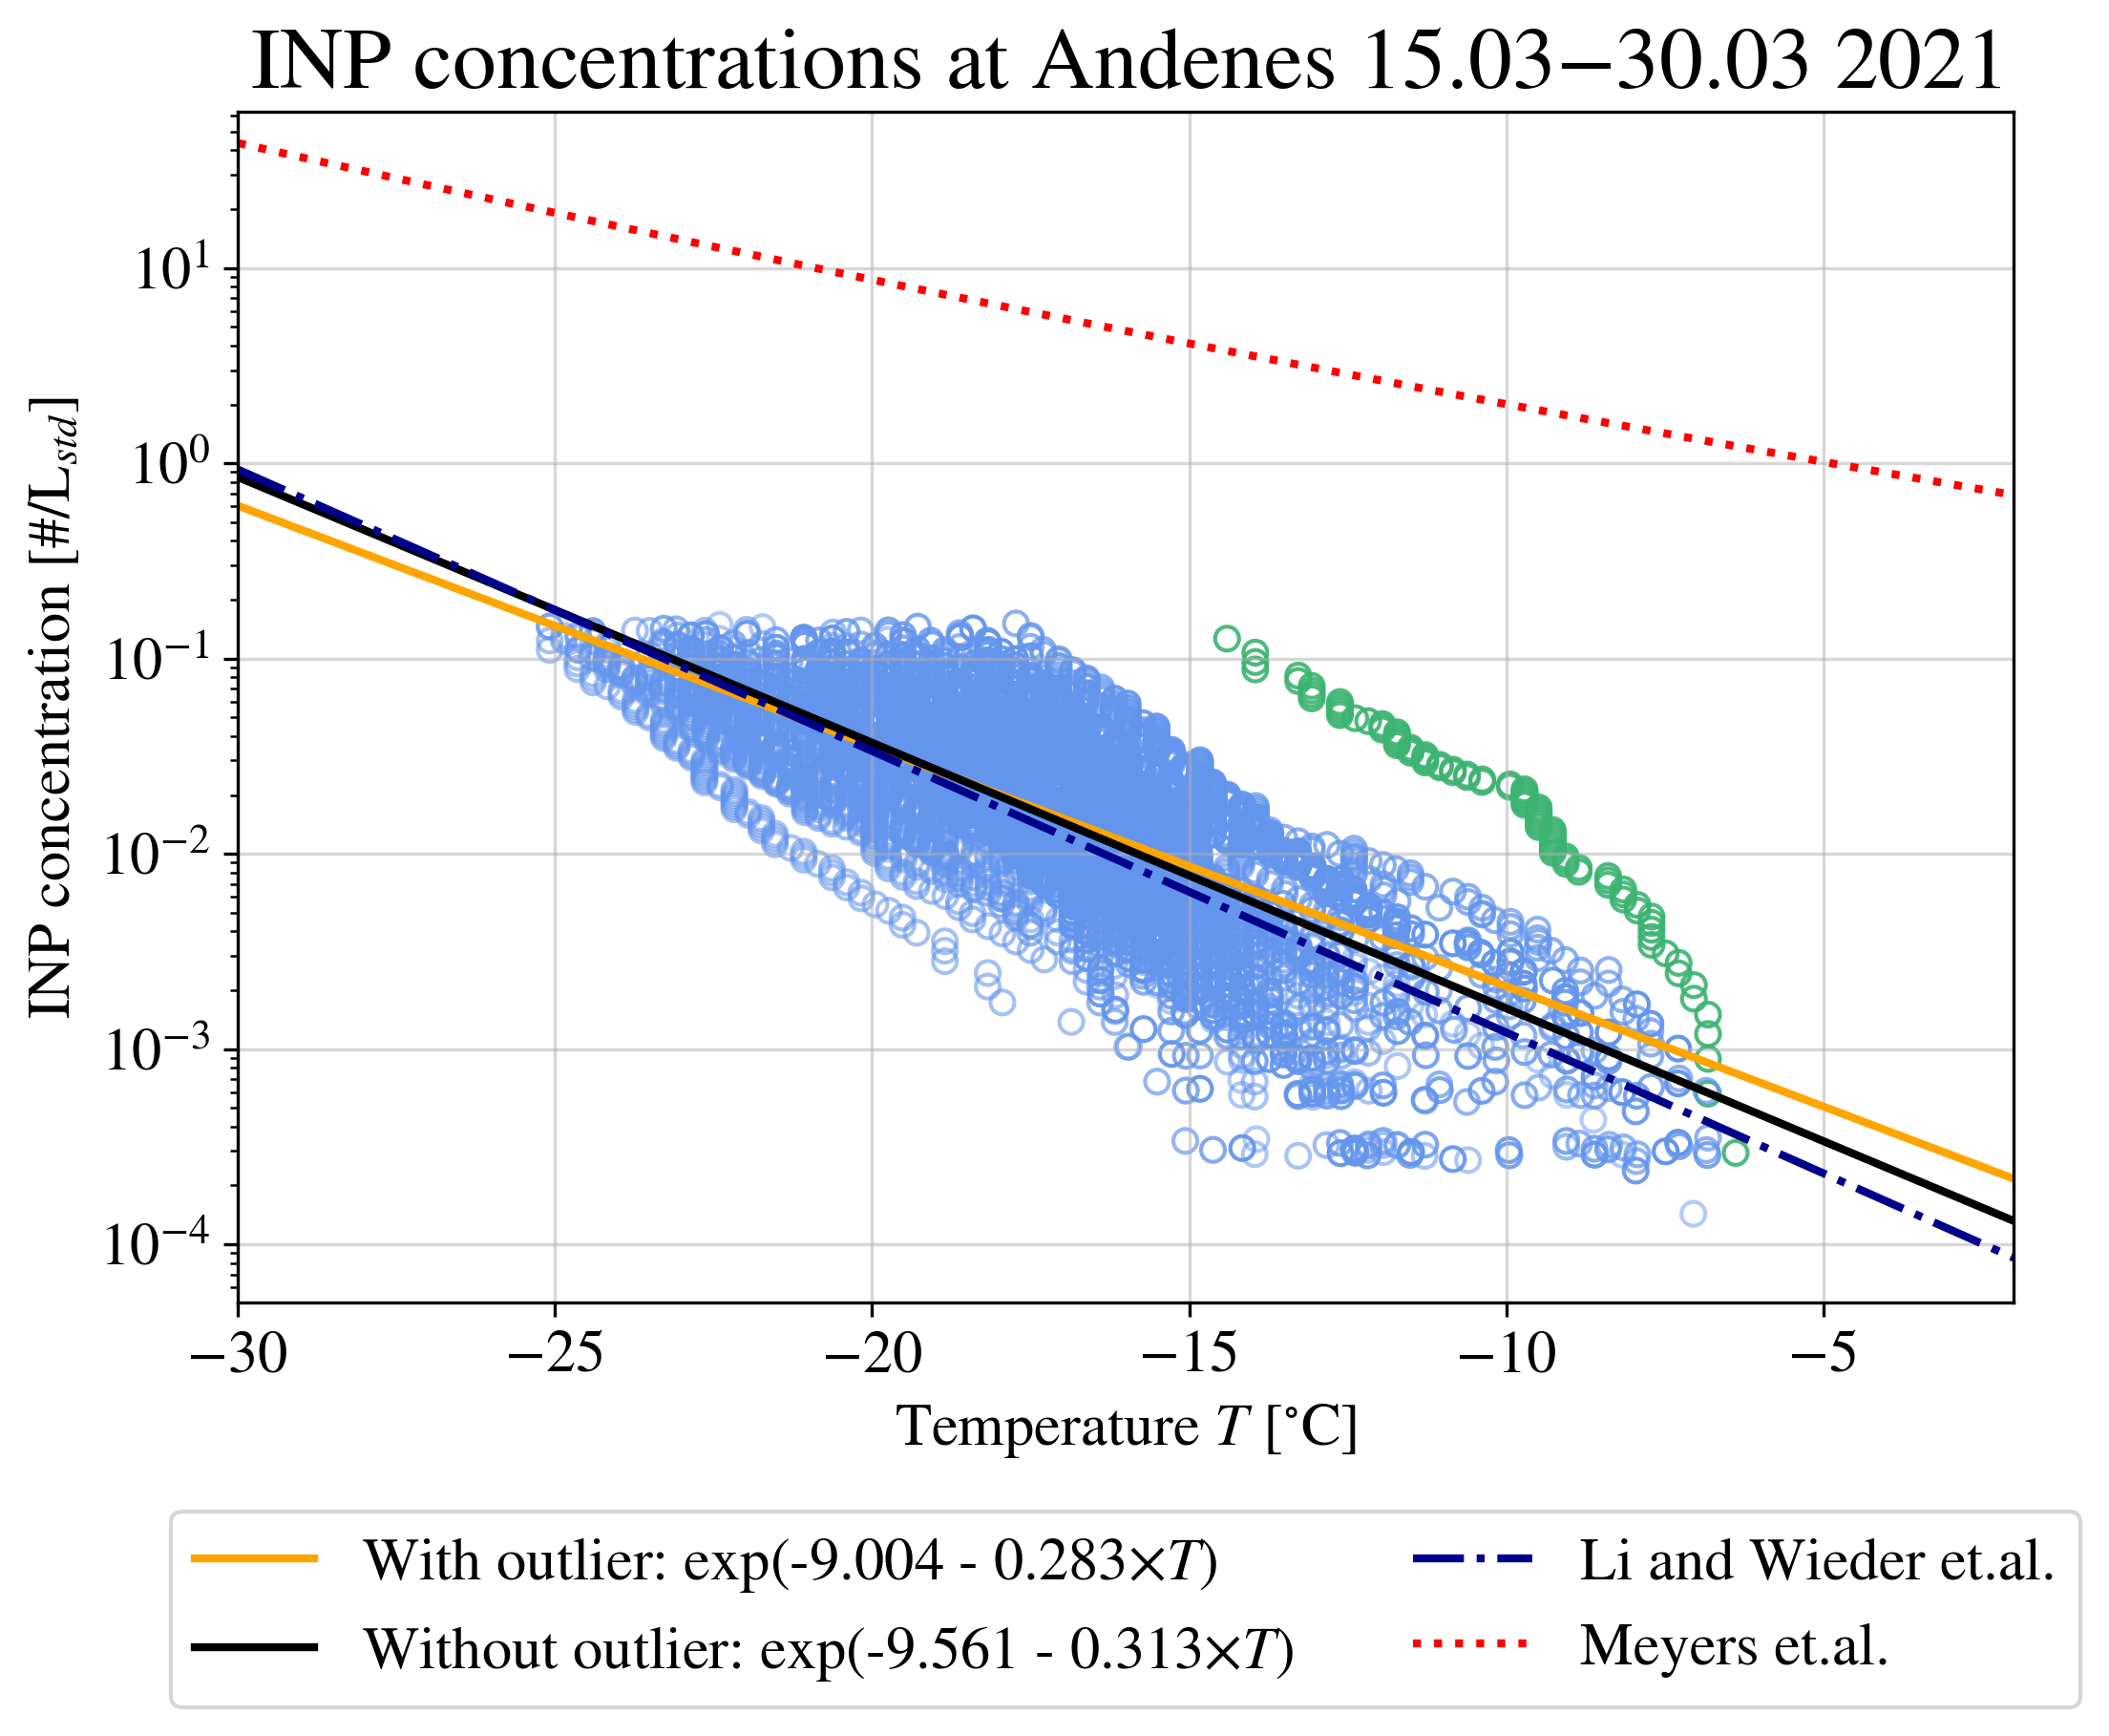 INP concentrations at Andenes 15.03−30.03 2021
INP concentration [#/L_std]
10¹
10⁰
10⁻¹
10⁻²
10⁻³
10⁻⁴
−30 −25 −20 −15 −10 −5
Temperature T [°C]
With outlier: exp(-9.004 - 0.283×T)
Without outlier: exp(-9.561 - 0.313×T)
Li and Wieder et.al.
Meyers et.al.